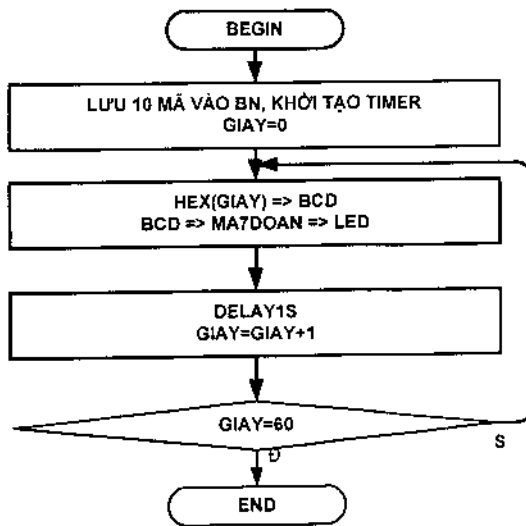 BEGIN
LƯU 10 MÃ VÀO BN, KHỞI TẠO TIMER
GIAY=0
HEX(GIAY) => BCD
BCD => MA7DOAN => LED
DELAY1S
GIAY=GIAY+1
GIAY=60
S
Đ
END